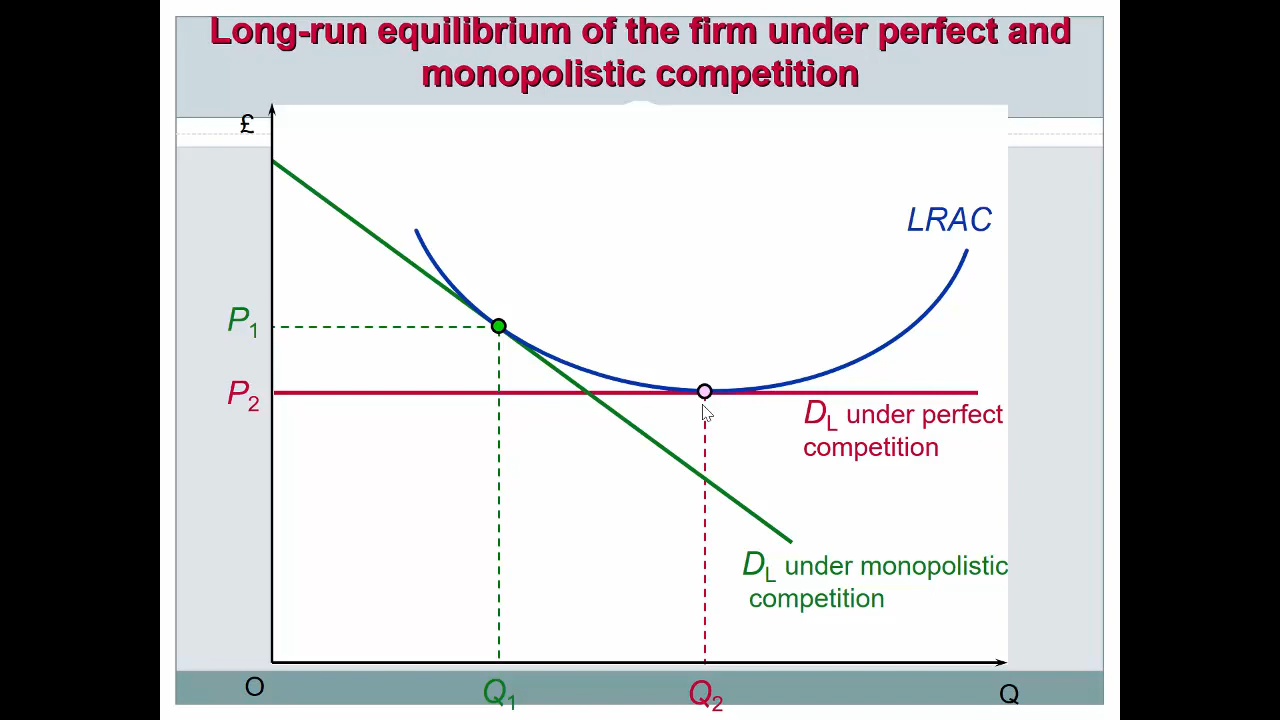 Long-run equilibrium of the firm under perfect and
monopolistic competition
£
LRAC
P1
P2
DL under perfect
competition
DL under monopolistic
competition
O
Q1
Q2
Q